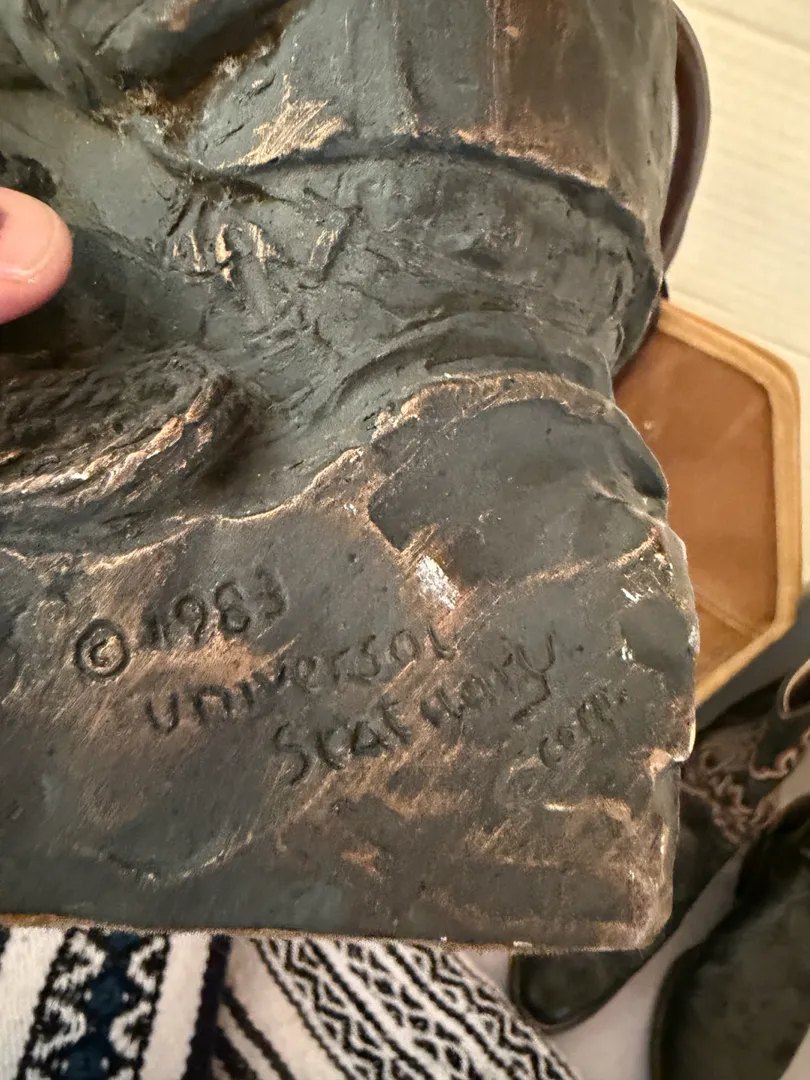 © 1983
universal
Statuary
corp.